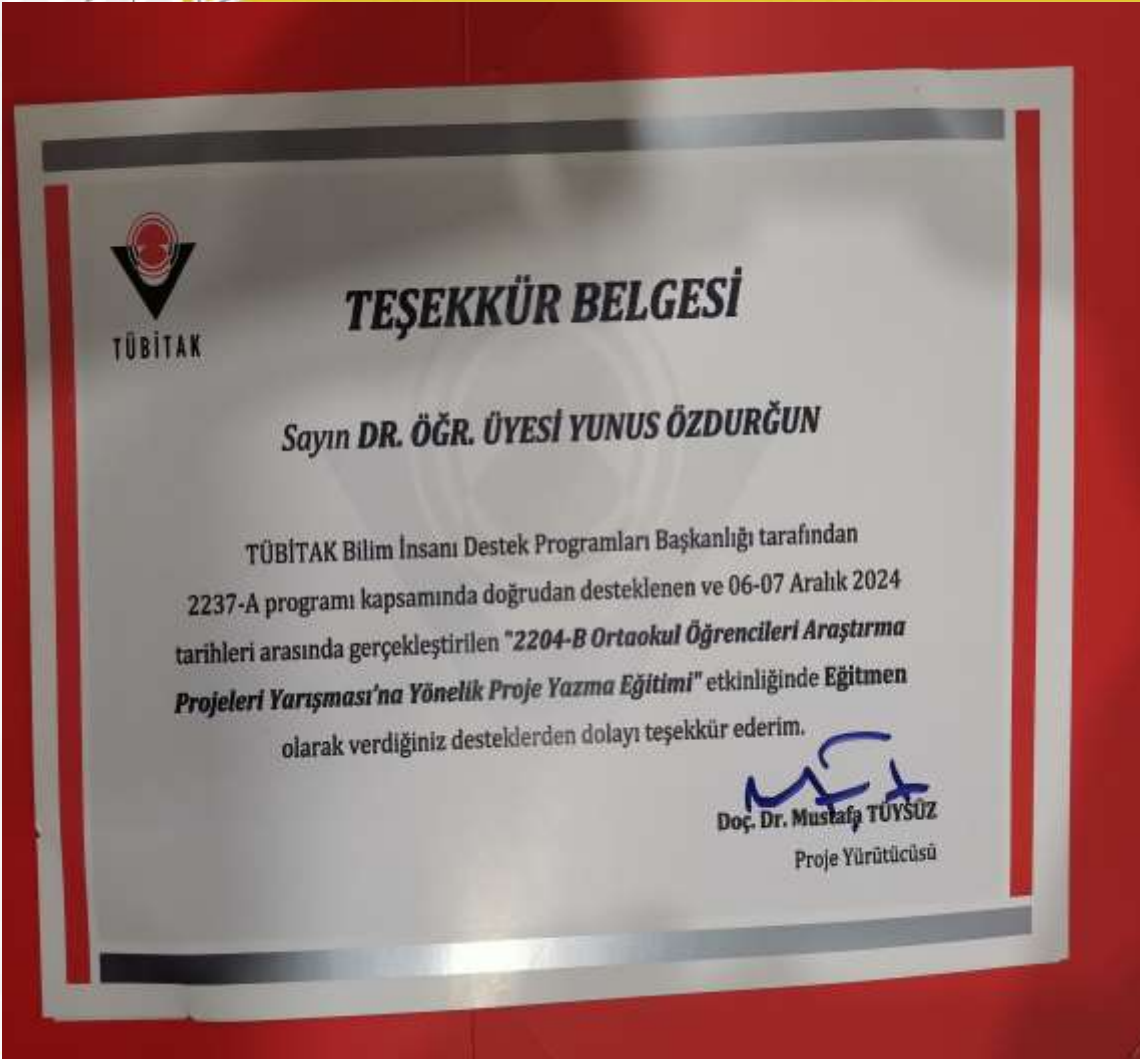 TÜBİTAK
TEŞEKKÜR BELGESİ
Sayın DR. ÖĞR. ÜYESİ YUNUS ÖZDURĞUN
TÜBİTAK Bilim İnsanı Destek Programları Başkanlığı tarafından
2237-A programı kapsamında doğrudan desteklenen ve 06-07 Aralık 2024
tarihleri arasında gerçekleştirilen "2204-B Ortaokul Öğrencileri Araştırma
Projeleri Yarışması'na Yönelik Proje Yazma Eğitimi" etkinliğinde Eğitmen
olarak verdiğiniz desteklerden dolayı teşekkür ederim.
Doç. Dr. Mustafa TÜYSÜZ
Proje Yürütücüsü